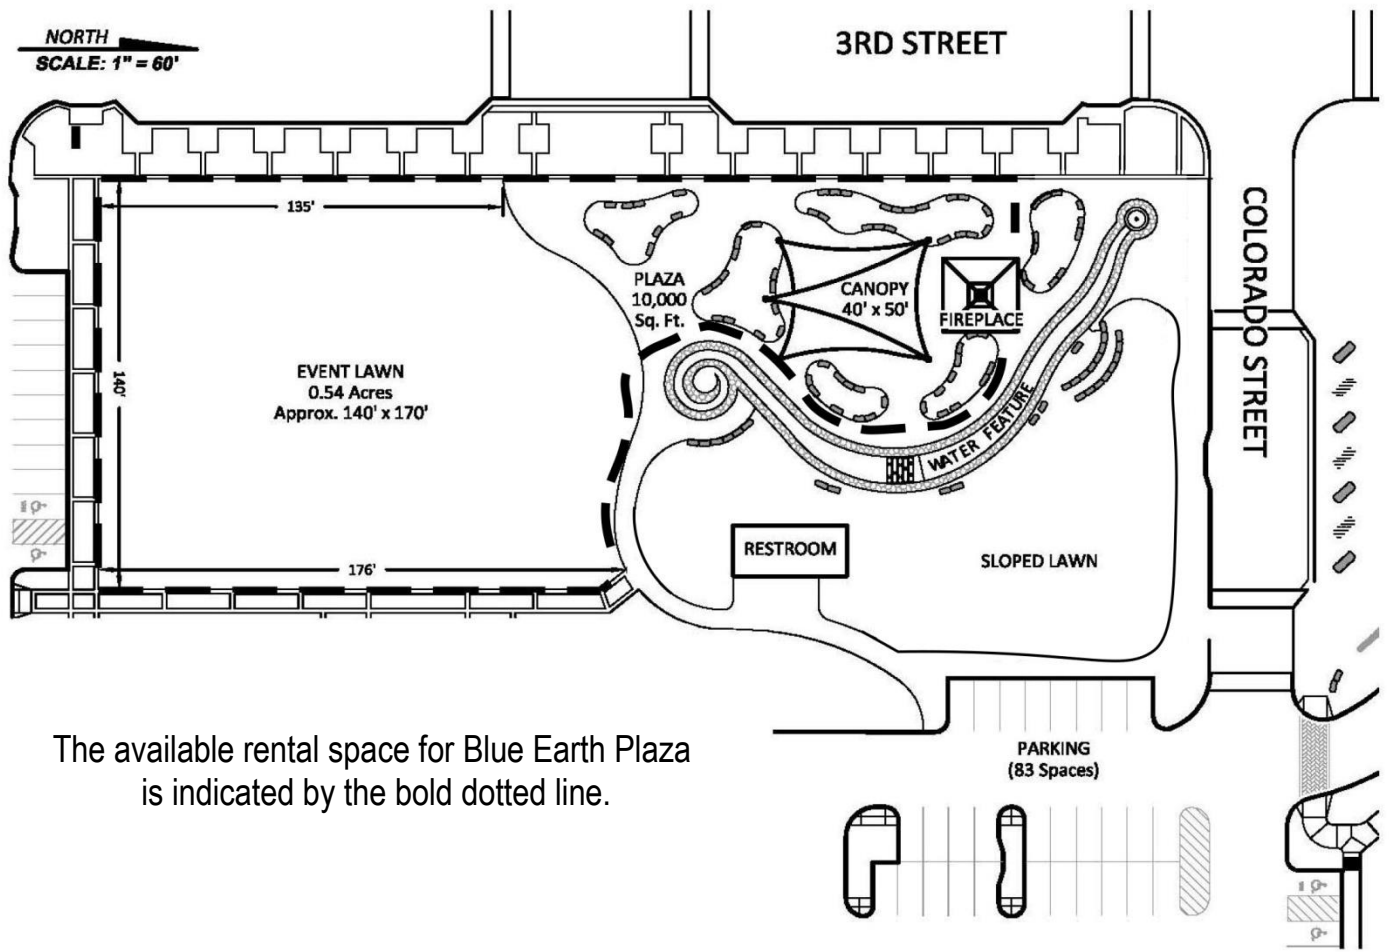 NORTH
SCALE: 1" = 60'
3RD STREET
COLORADO STREET
135'
PLAZA
10,000
Sq. Ft.
CANOPY
40' x 50'
FIREPLACE
140'
EVENT LAWN
0.54 Acres
Approx. 140' x 170'
WATER FEATURE
RESTROOM
SLOPED LAWN
176'
The available rental space for Blue Earth Plaza
is indicated by the bold dotted line.
PARKING
(83 Spaces)